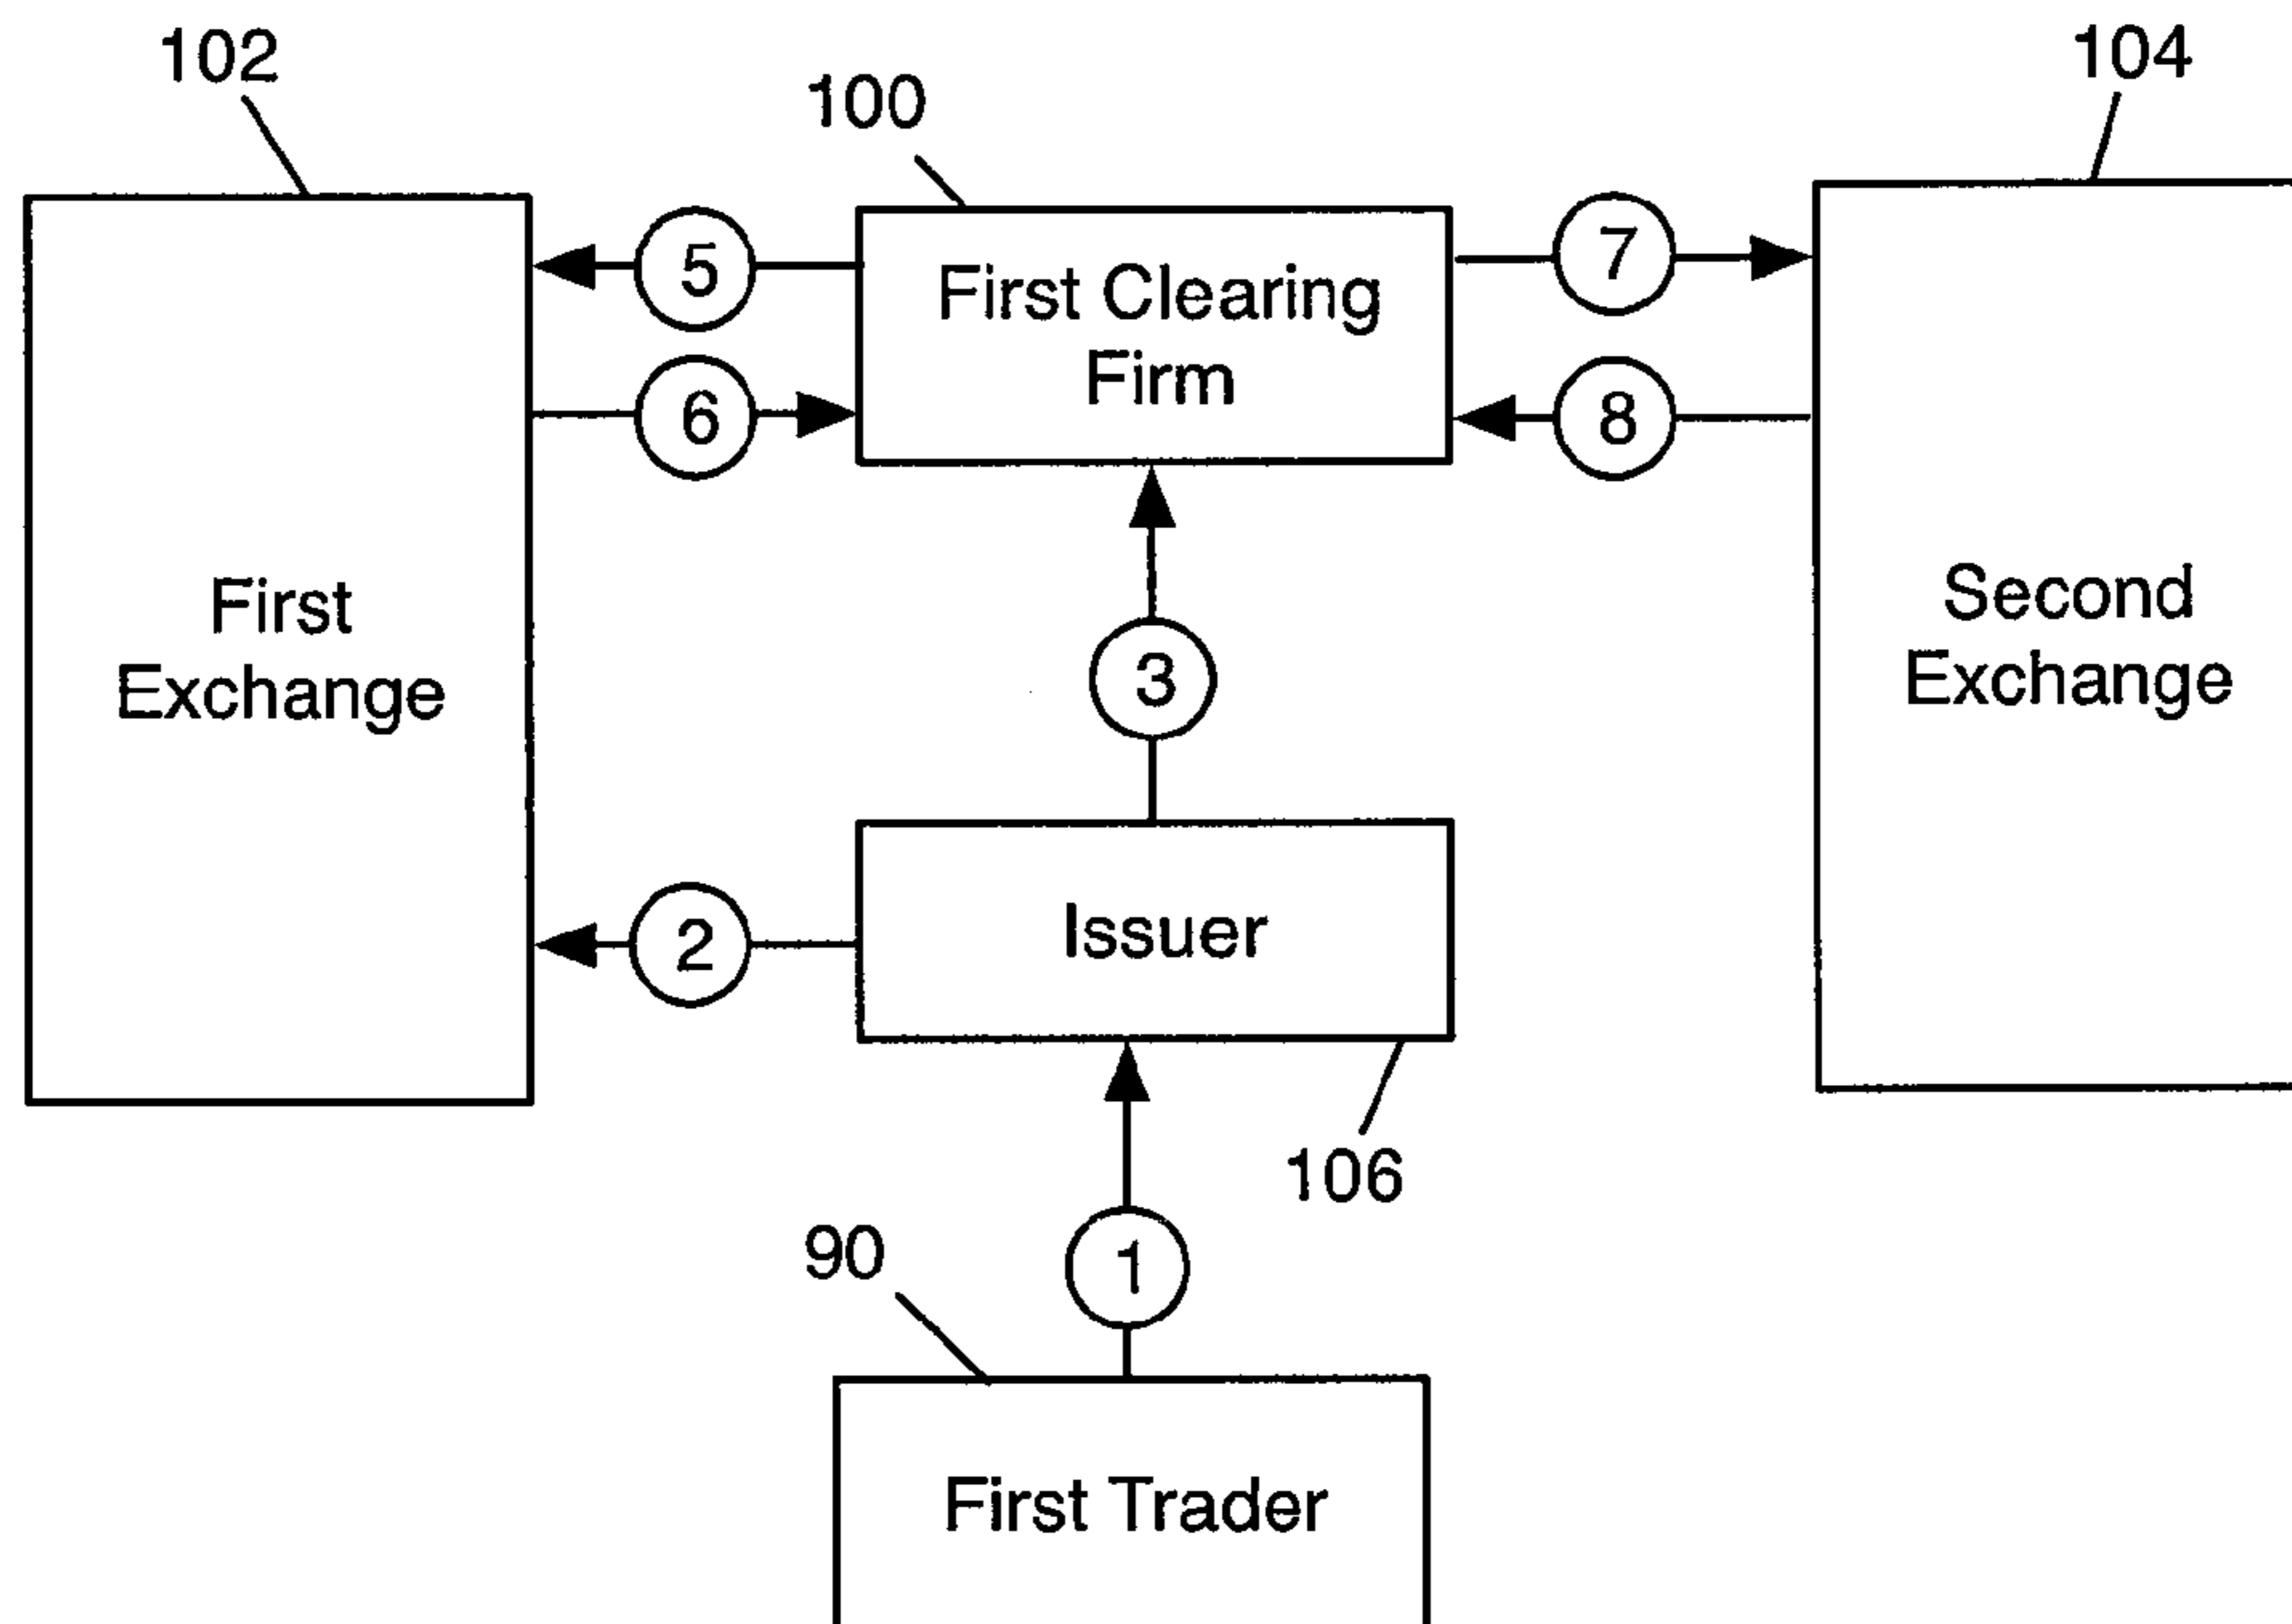 102
100
104
5
7
First Clearing
Firm
6
8
First
Exchange
Second
Exchange
3
2
Issuer
106
90
1
First Trader